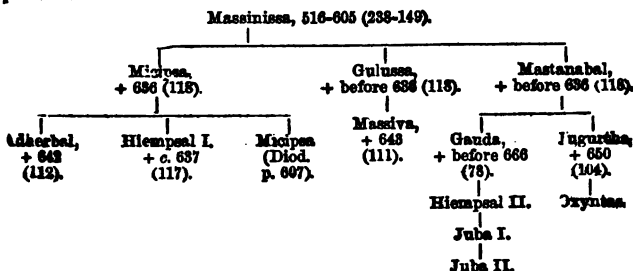 Massinissa, 516-605 (238-149).
Micipsa, + 636 (118).
Gulussa, + before 636 (118).
Mastanabal, + before 636 (118).
Adherbal, + 642 (112).
Hiempsal I. + c. 637 (117).
Micipsa (Diod. p. 607).
Massiva, + 643 (111).
Gauda, + before 666 (78).
Jugurtha, + 650 (104).
Hiempsal II.
Oxyntas.
Juba I.
Juba II.